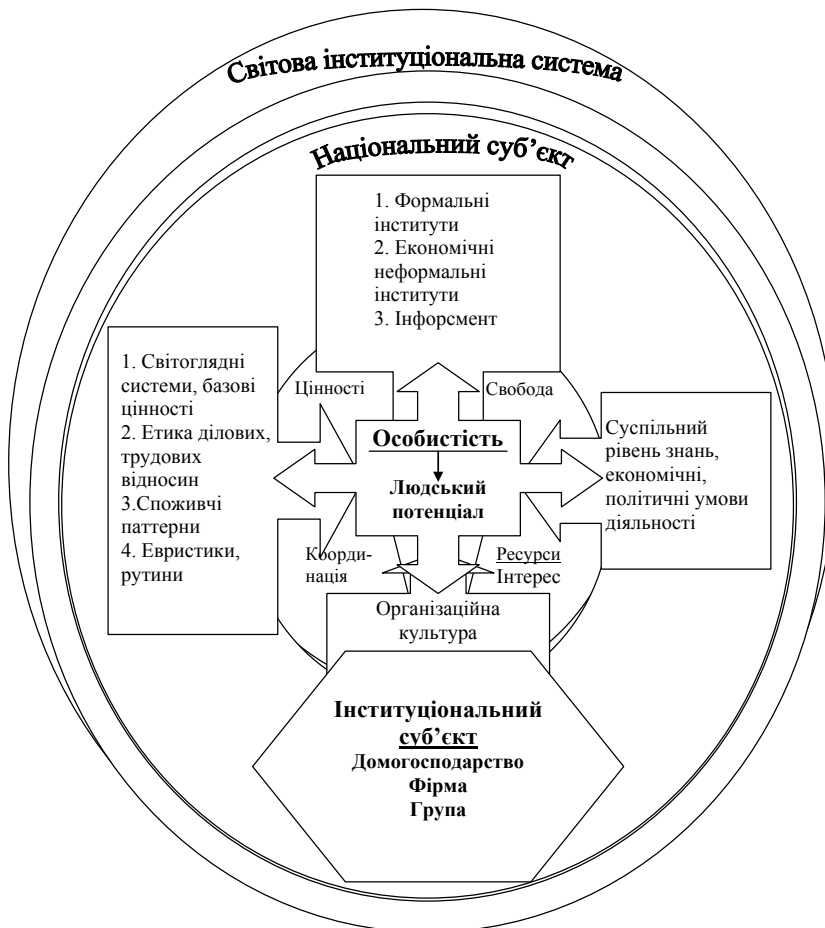 Світова інституціональна система
Національний суб’єкт
1. Формальні
інститути
2. Економічні
неформальні
інститути
3. Інфорсмент
1. Світоглядні
системи, базові
цінності
2. Етика ділових,
трудових
відносин
3.Споживчі
паттерни
4. Евристики,
рутини
Цінності
Свобода
Особистість
Людський
потенціал
Суспільний
рівень знань,
економічні,
політичні умови
діяльності
Коорди-
нація
Ресурси
Інтерес
Організаційна
культура
Інституціональний
суб’єкт
Домогосподарство
Фірма
Група